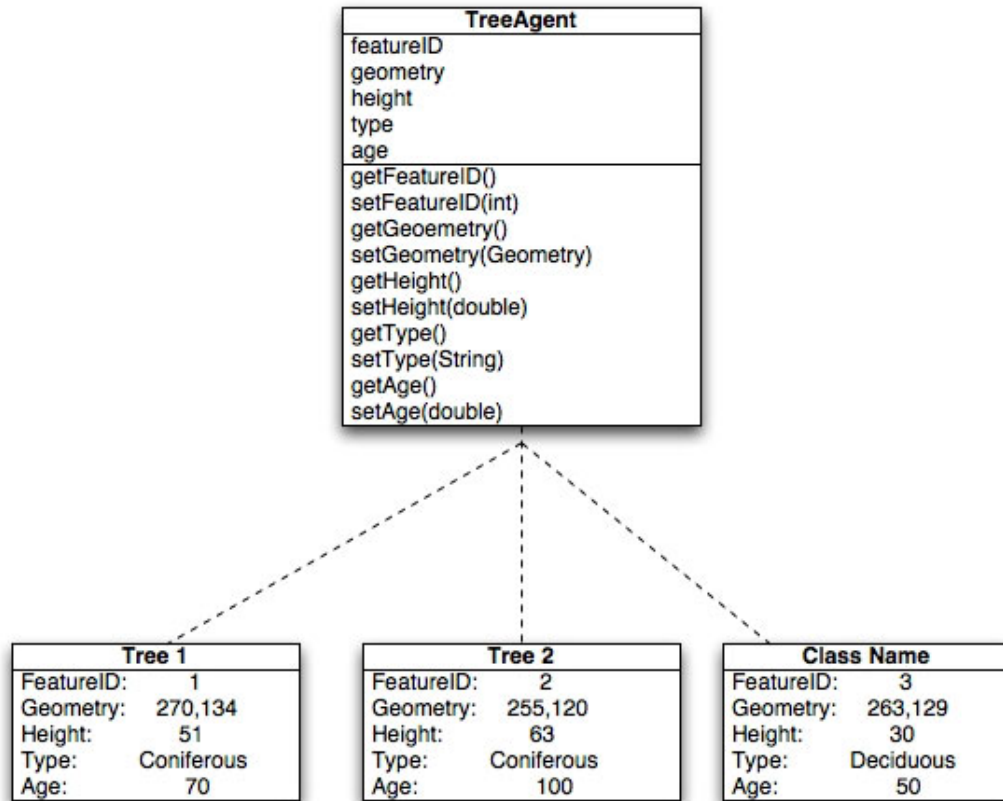 TreeAgent
featureID
geometry
height
type
age
getFeatureID()
setFeatureID(int)
getGeoemetry()
setGeometry(Geometry)
getHeight()
setHeight(double)
getType()
setType(String)
getAge()
setAge(double)
Tree 1
FeatureID: 1
Geometry: 270,134
Height: 51
Type: Coniferous
Age: 70
Tree 2
FeatureID: 2
Geometry: 255,120
Height: 63
Type: Coniferous
Age: 100
Class Name
FeatureID: 3
Geometry: 263,129
Height: 30
Type: Deciduous
Age: 50